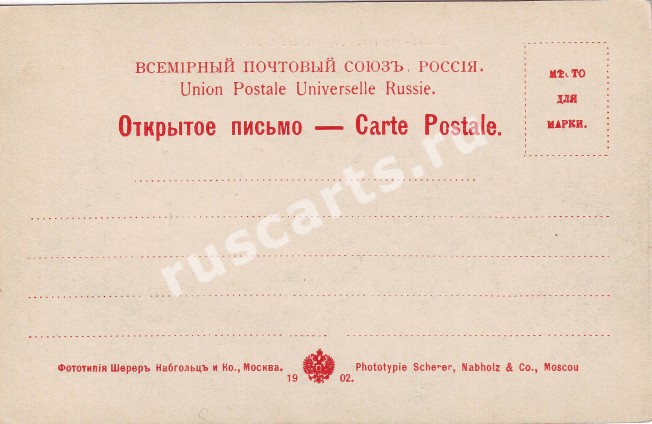 ВСЕМІРНЫЙ ПОЧТОВЫЙ СОЮЗЪ. РОССІЯ.
Union Postale Universelle Russie.
Открытое письмо — Carte Postale.
МѢСТО
ДЛЯ
МАРКИ.
ruscarts.ru
Фототипія Шереръ Набгольцъ и Ко., Москва.
19 02.
Phototypie Scherer, Nabholz & Co., Moscou